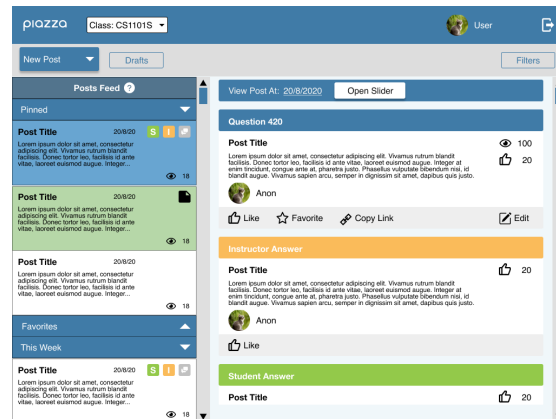 piazza
Class: CS1101S
User
New Post
Drafts
Filters
Posts Feed ?
Pinned
Post Title 20/8/20 S I
Lorem ipsum dolor sit amet, consectetur
adipiscing elit. Vivamus rutrum blandit
facilisis. Donec tortor leo, facilisis id ante
vitae, laoreet euismod augue. Integer...
18
Post Title 20/8/20
Lorem ipsum dolor sit amet, consectetur
adipiscing elit. Vivamus rutrum blandit
facilisis. Donec tortor leo, facilisis id ante
vitae, laoreet euismod augue. Integer...
18
Post Title 20/8/20
Lorem ipsum dolor sit amet, consectetur
adipiscing elit. Vivamus rutrum blandit
facilisis. Donec tortor leo, facilisis id ante
vitae, laoreet euismod augue. Integer...
18
Favorites
This Week
Post Title 20/8/20 S I
Lorem ipsum dolor sit amet, consectetur
adipiscing elit. Vivamus rutrum blandit
facilisis. Donec tortor leo, facilisis id ante
vitae, laoreet euismod augue. Integer...
18
View Post At: 20/8/2020 Open Slider
Question 420
Post Title 100
Lorem ipsum dolor sit amet, consectetur adipiscing elit. Vivamus rutrum blandit
facilisis. Donec tortor leo, facilisis id ante vitae, laoreet euismod augue. Integer at
enim tincidunt, congue ante at, pharetra justo. Phasellus vulputate bibendum nisi, id
blandit augue. Vivamus sapien arcu, semper in dignissim sit amet, dapibus quis justo.
20
Anon
Like Favorite Copy Link Edit
Instructor Answer
Post Title 20
Lorem ipsum dolor sit amet, consectetur adipiscing elit. Vivamus rutrum blandit
facilisis. Donec tortor leo, facilisis id ante vitae, laoreet euismod augue. Integer at
enim tincidunt, congue ante at, pharetra justo. Phasellus vulputate bibendum nisi, id
blandit augue. Vivamus sapien arcu, semper in dignissim sit amet, dapibus quis justo.
Anon
Like
Student Answer
Post Title 20